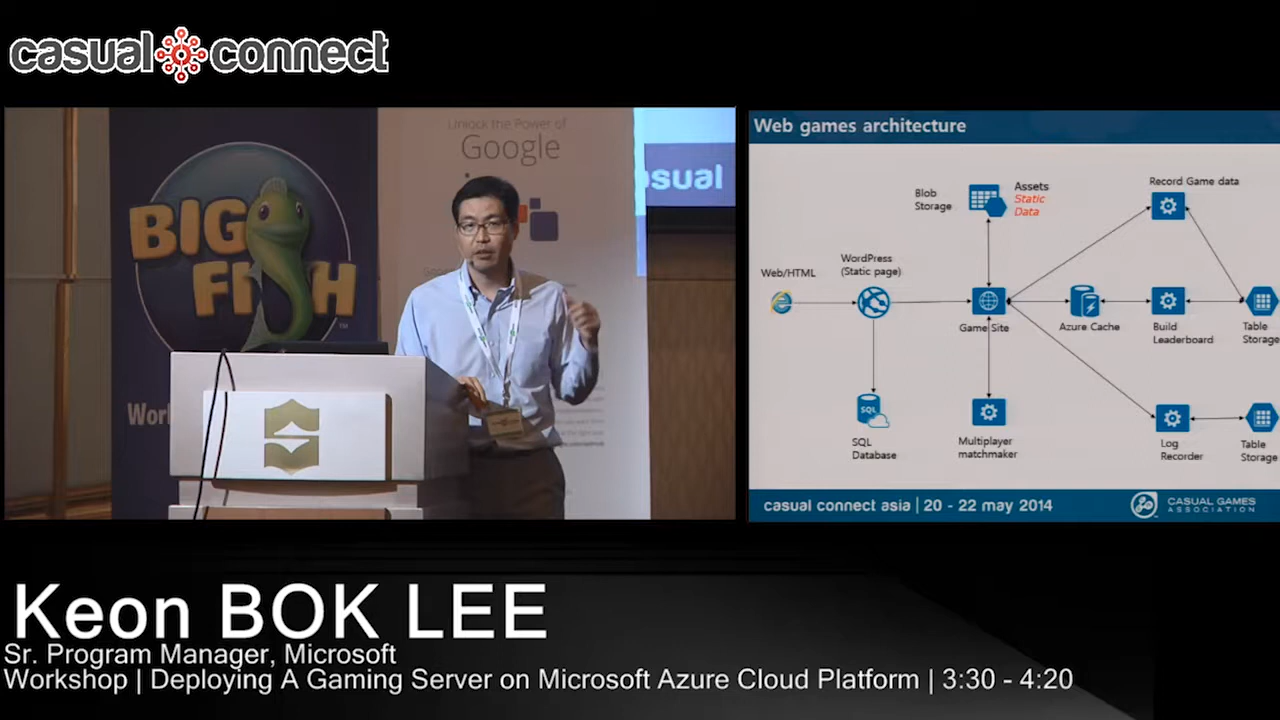 casual connect
Unlock the Power of
Google
BIG
FISH
Wor
sual
Web games architecture
Blob
Storage
Assets
Static
Data
Record Game data
Web/HTML
WordPress
(Static page)
Game Site
Azure Cache
Build
Leaderboard
Table
Storage
SQL
SQL
Database
Multiplayer
matchmaker
Log
Recorder
Table
Storage
casual connect asia | 20 - 22 may 2014
CASUAL GAMES
ASSOCIATION
Keon BOK LEE
Sr. Program Manager, Microsoft
Workshop | Deploying A Gaming Server on Microsoft Azure Cloud Platform | 3:30 - 4:20